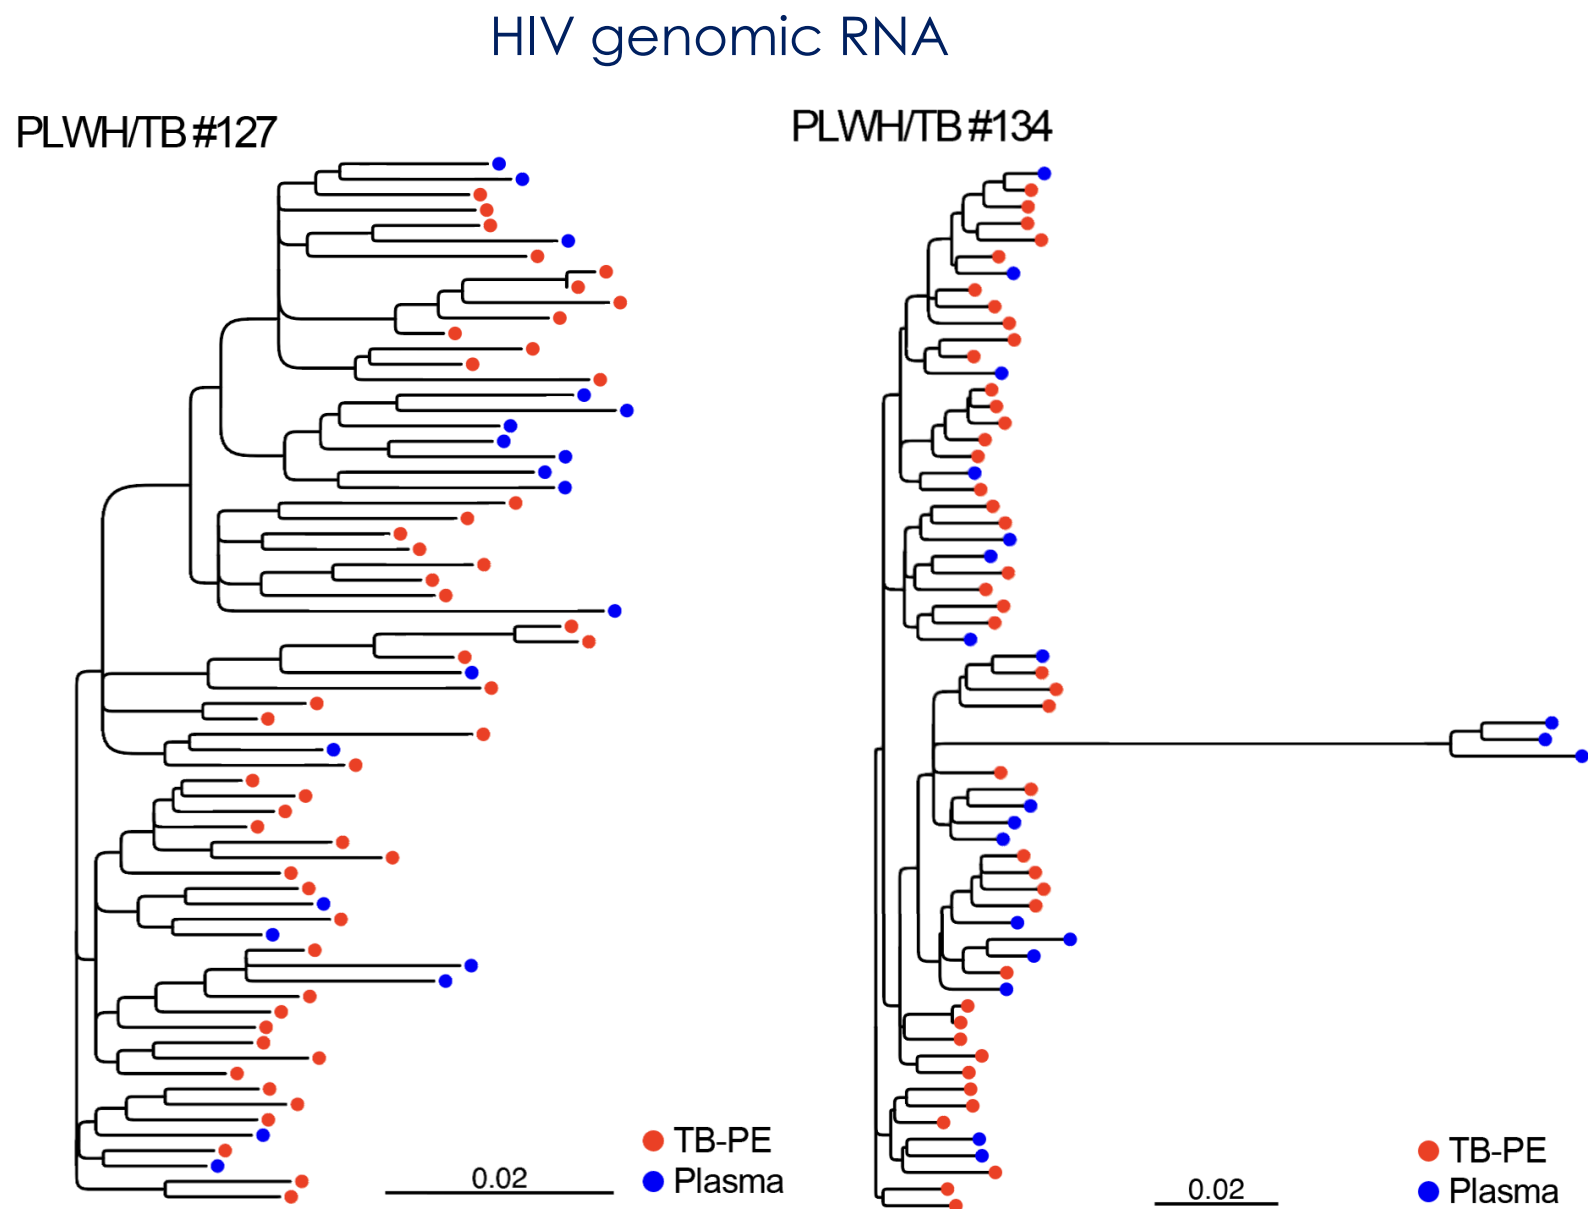 HIV genomic RNA
PLWH/TB #127
PLWH/TB #134
TB-PE
Plasma
0.02
TB-PE
Plasma
0.02